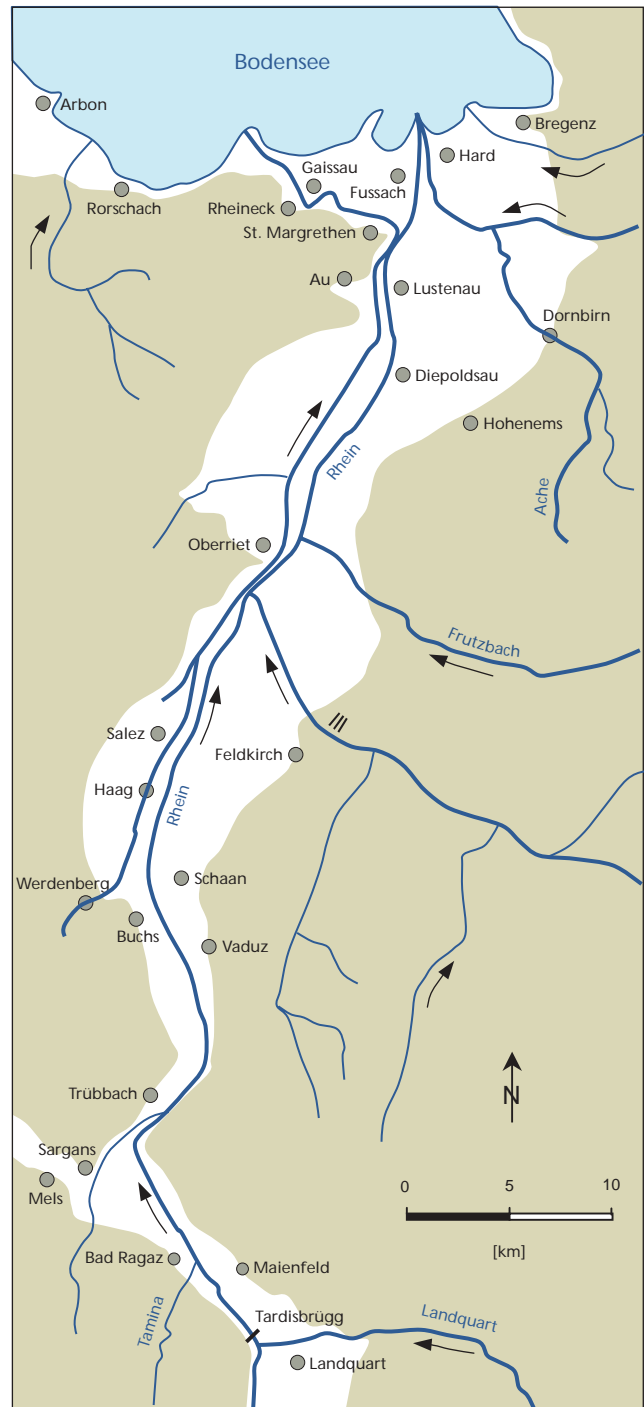 Bodensee
Arbon
Bregenz
Hard
Gaissau
Fussach
Rorschach
Rheineck
St. Margrethen
Au
Lustenau
Dornbirn
Diepoldsau
Hohenems
Rhein
Ache
Oberriet
Frutzbach
Salez
Feldkirch
Haag
Rhein
Schaan
Werdenberg
Buchs
Vaduz
Trübbach
N
Sargans
Mels
0 5 10
[km]
Bad Ragaz
Maienfeld
Tamina
Tardisbrügg
Landquart
Landquart